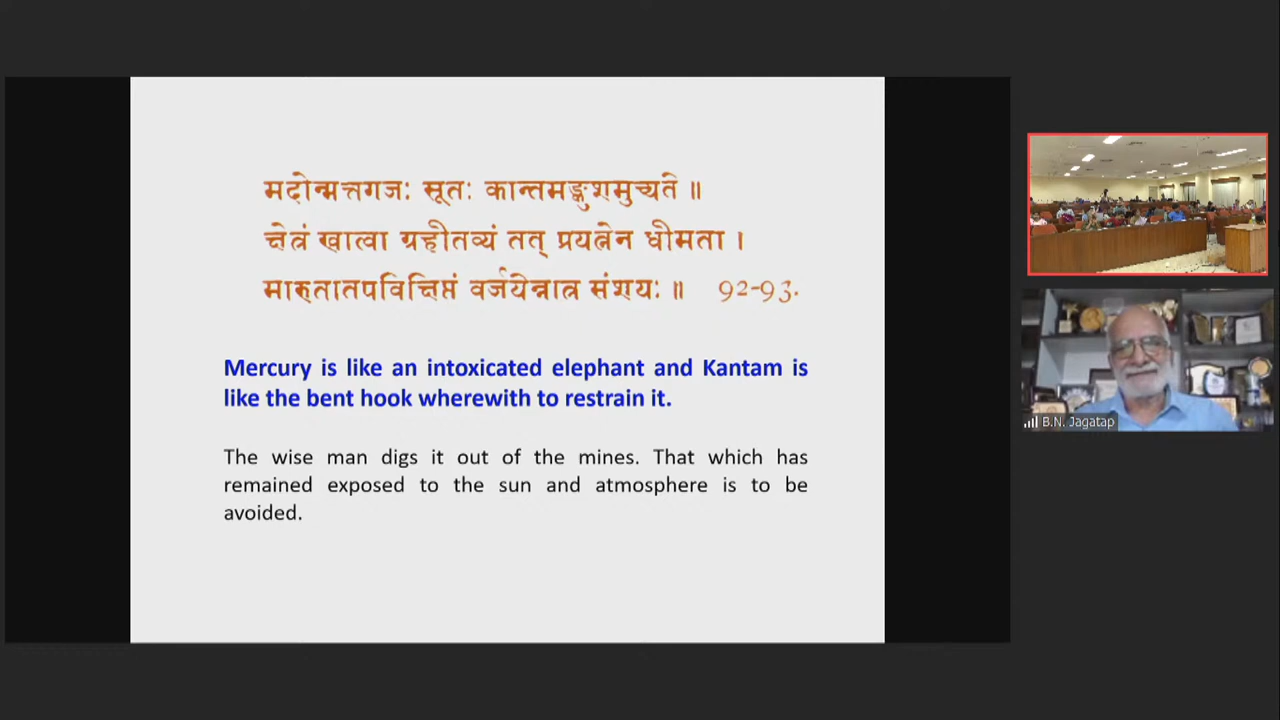 मदोन्मत्तगजः सूतः कान्तमङ्कुशमुच्यते ॥
क्षेत्रं खात्वा ग्रहीतव्यं तत् प्रयत्नेन धीमता ।
मारुतातपविक्षिप्तं वर्जयेन्नात्र संशयः ॥ 92-93.
Mercury is like an intoxicated elephant and Kantam is
like the bent hook wherewith to restrain it.
The wise man digs it out of the mines. That which has
remained exposed to the sun and atmosphere is to be
avoided.
B.N. Jagatap